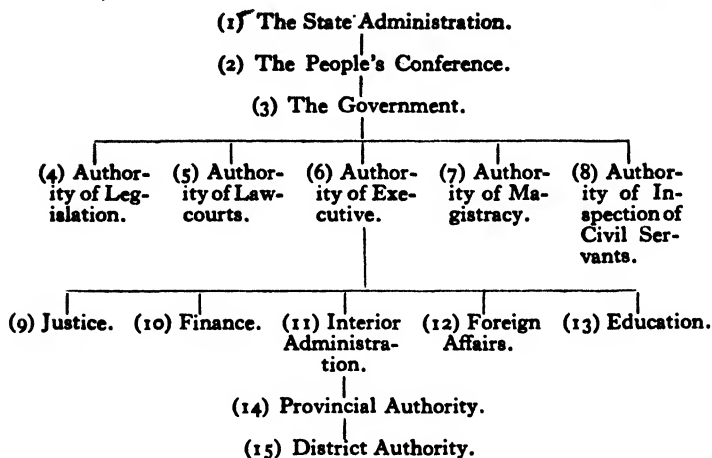 (1) The State Administration.
(2) The People's Conference.
(3) The Government.
(4) Author-
ity of Leg-
islation.
(5) Author-
ity of Law-
courts.
(6) Author-
ity of Exe-
cutive.
(7) Author-
ity of Ma-
gistracy.
(8) Author-
ity of In-
spection of
Civil Ser-
vants.
(9) Justice.
(10) Finance.
(11) Interior
Administra-
tion.
(12) Foreign
Affairs.
(13) Education.
(14) Provincial Authority.
(15) District Authority.